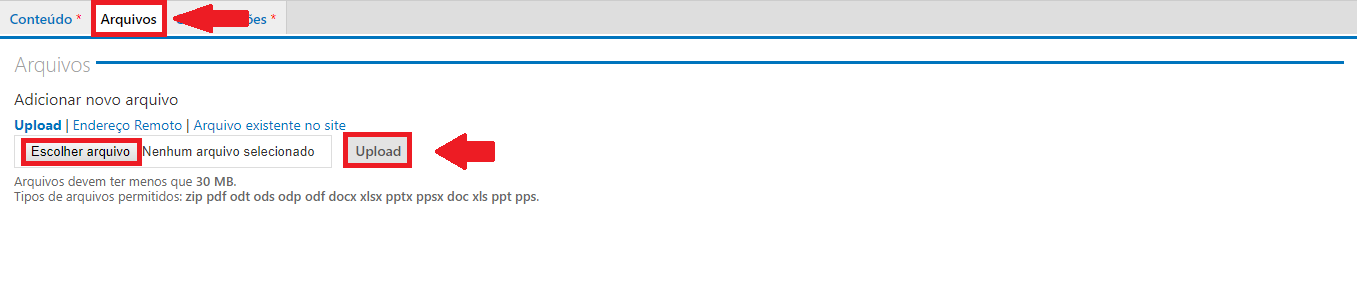 Conteúdo * Arquivos ões *
Arquivos
Adicionar novo arquivo
Upload | Endereço Remoto | Arquivo existente no site
Escolher arquivo Nenhum arquivo selecionado Upload
Arquivos devem ter menos que 30 MB.
Tipos de arquivos permitidos: zip pdf odt ods odp odf docx xlsx pptx ppsx doc xls ppt pps.